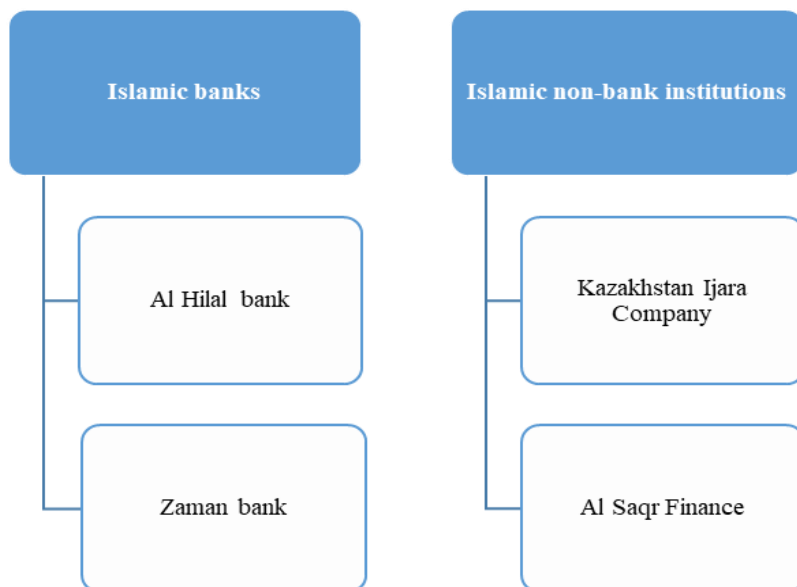 Islamic banks
Al Hilal bank
Zaman bank
Islamic non-bank institutions
Kazakhstan Ijara
Company
Al Saqr Finance